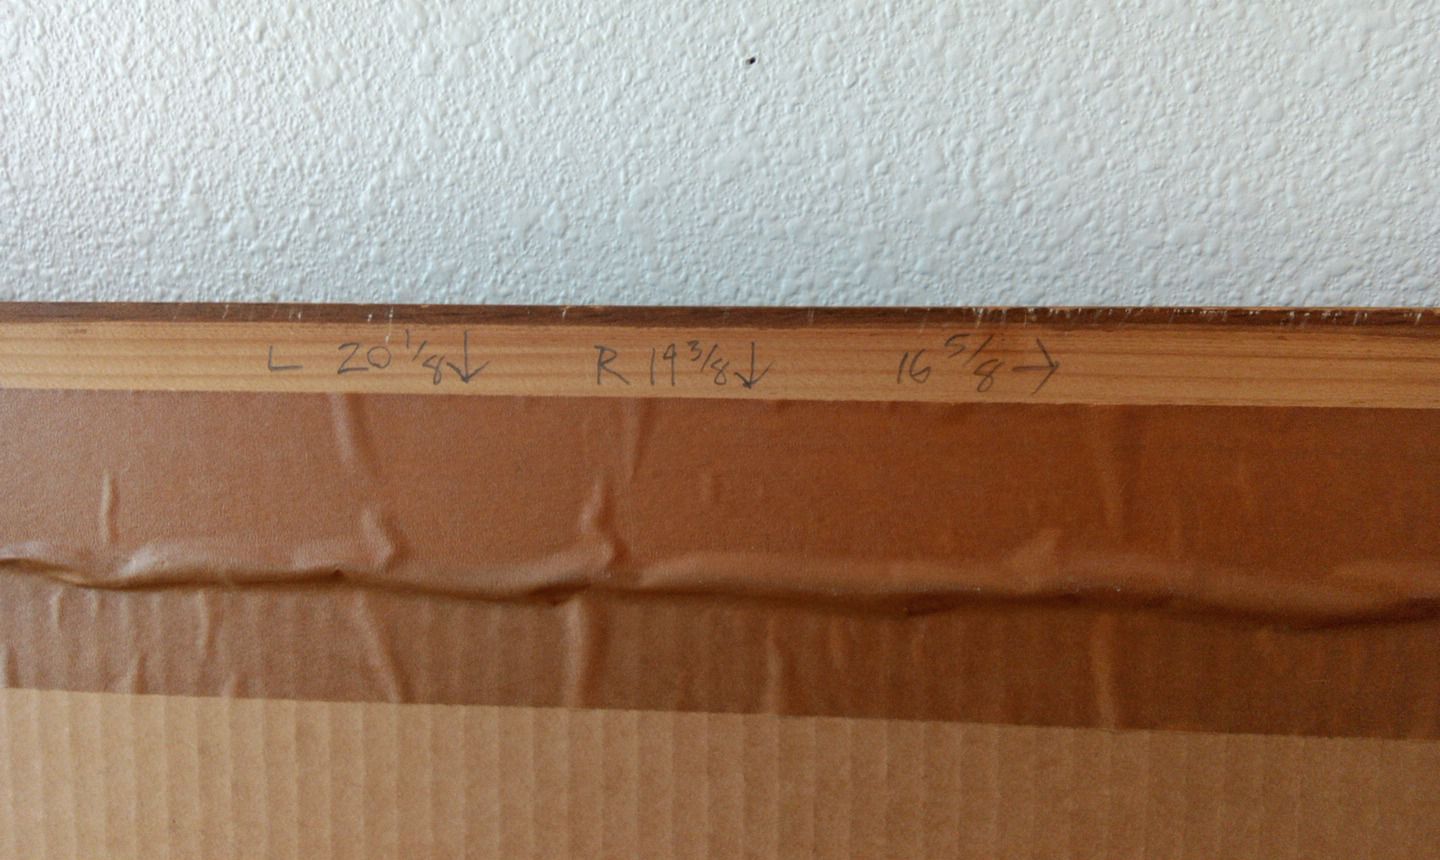 L 20 1/8 ↓ R 19 3/8 ↓ 16 5/8 →